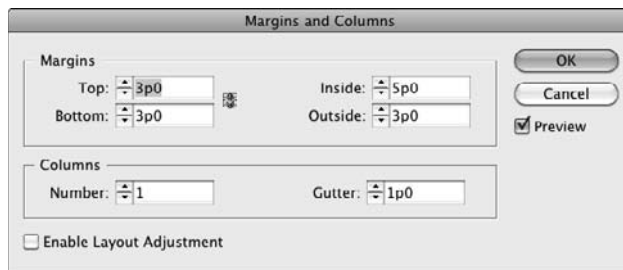 Margins and Columns
Margins
Top: 3p0
Bottom: 3p0
Inside: 5p0
Outside: 3p0
OK
Cancel
Preview
Columns
Number: 1
Gutter: 1p0
Enable Layout Adjustment